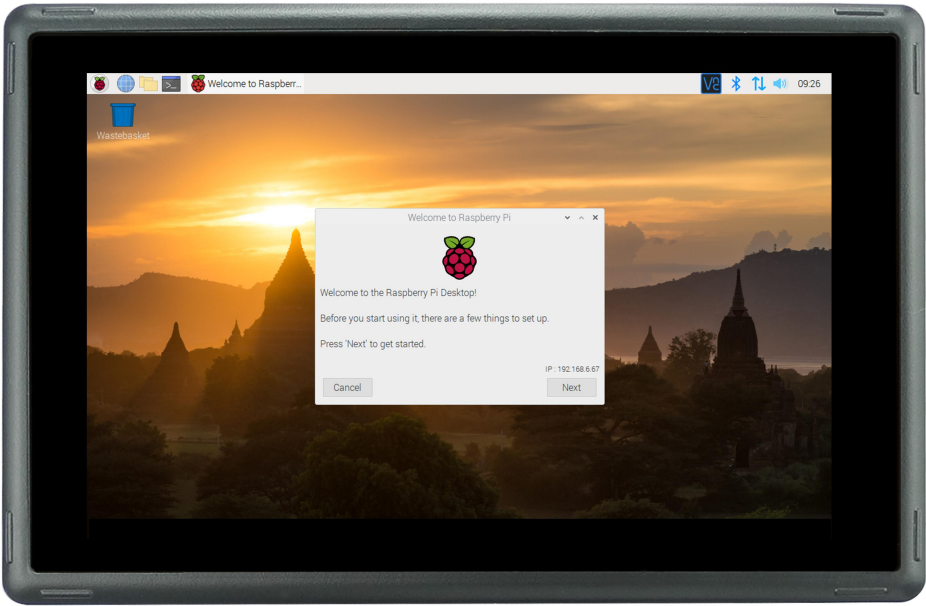 Welcome to Raspberr...
09:26
Wastebasket
Welcome to Raspberry Pi
Welcome to the Raspberry Pi Desktop!
Before you start using it, there are a few things to set up.
Press 'Next' to get started.
IP : 192.168.6.67
Cancel
Next